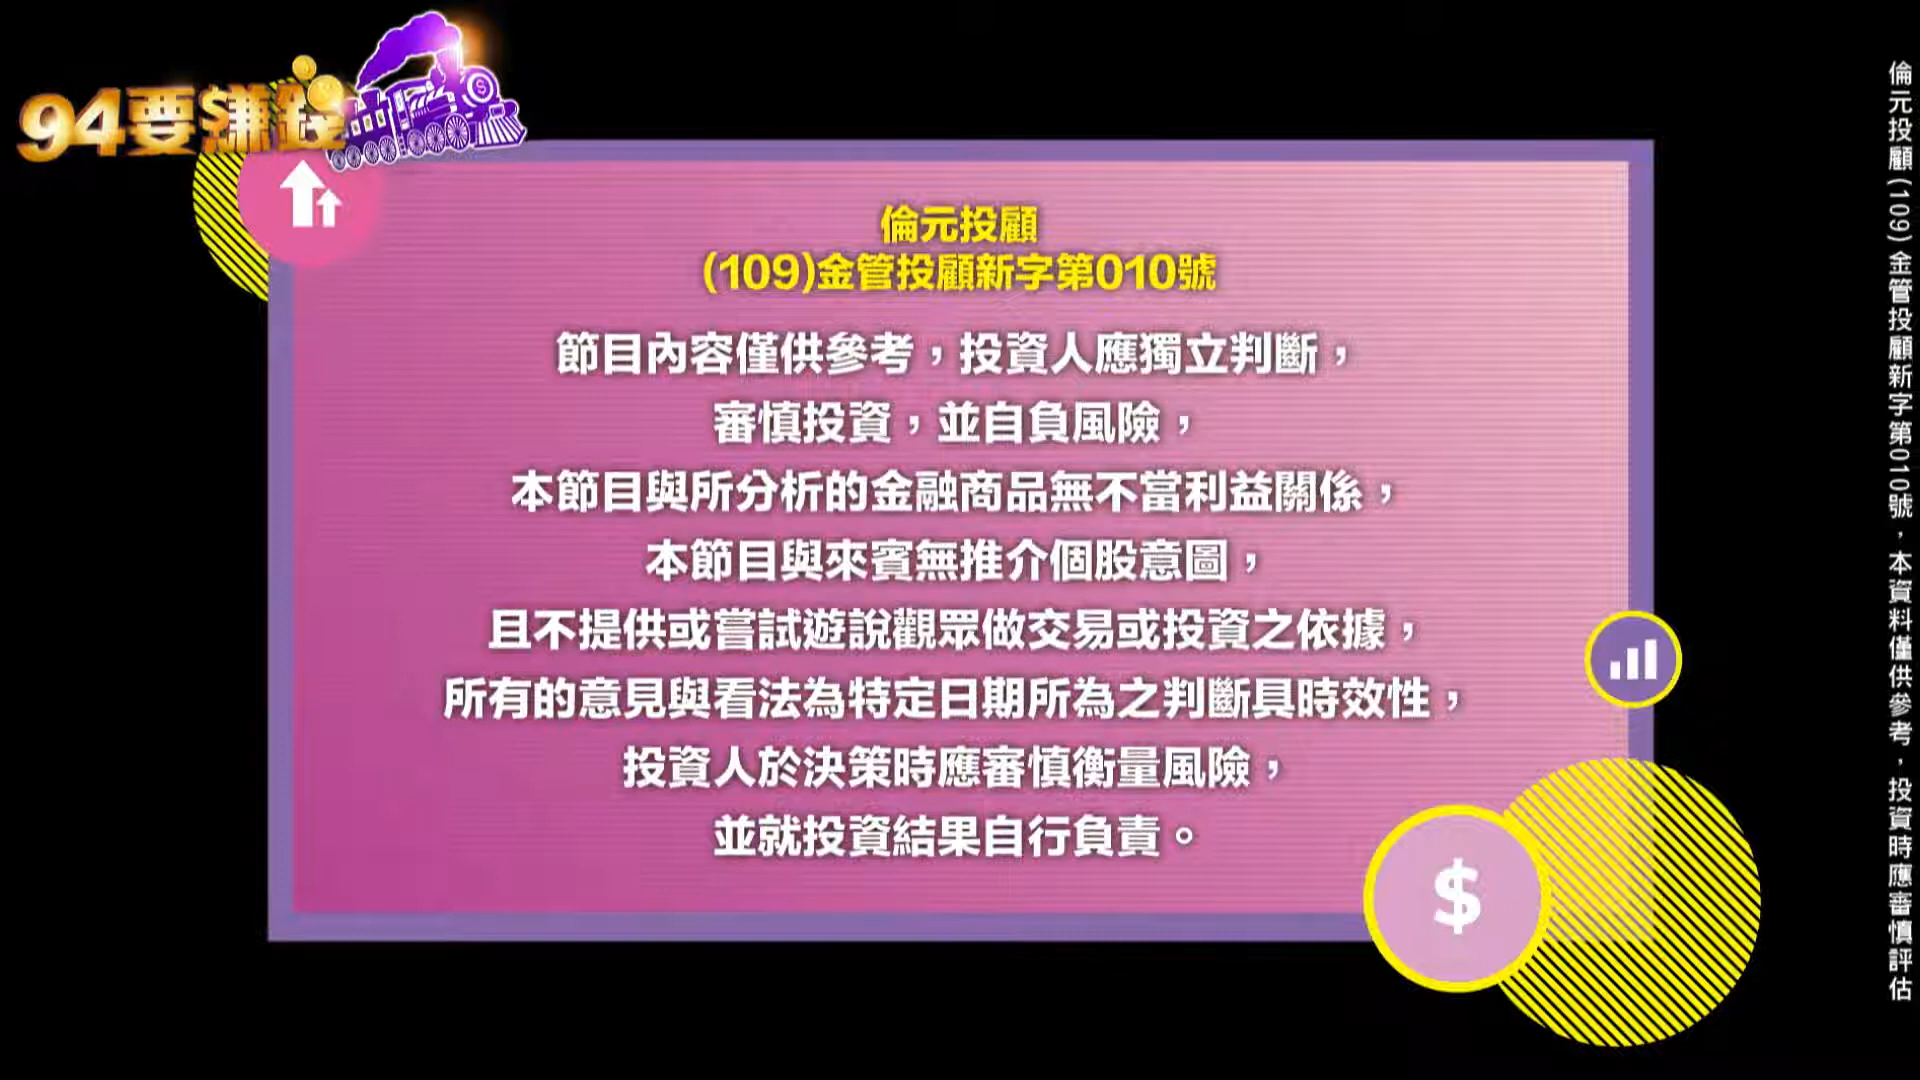 94要賺錢
倫元投顧
(109)金管投顧新字第010號
節目內容僅供參考，投資人應獨立判斷，
審慎投資，並自負風險，
本節目與所分析的金融商品無不當利益關係，
本節目與來賓無推介個股意圖，
且不提供或嘗試遊說觀眾做交易或投資之依據，
所有的意見與看法為特定日期所為之判斷具時效性，
投資人於決策時應審慎衡量風險，
並就投資結果自行負責。
$
倫元投顧(109)金管投顧新字第010號，本資料僅供參考，投資時應審慎評估